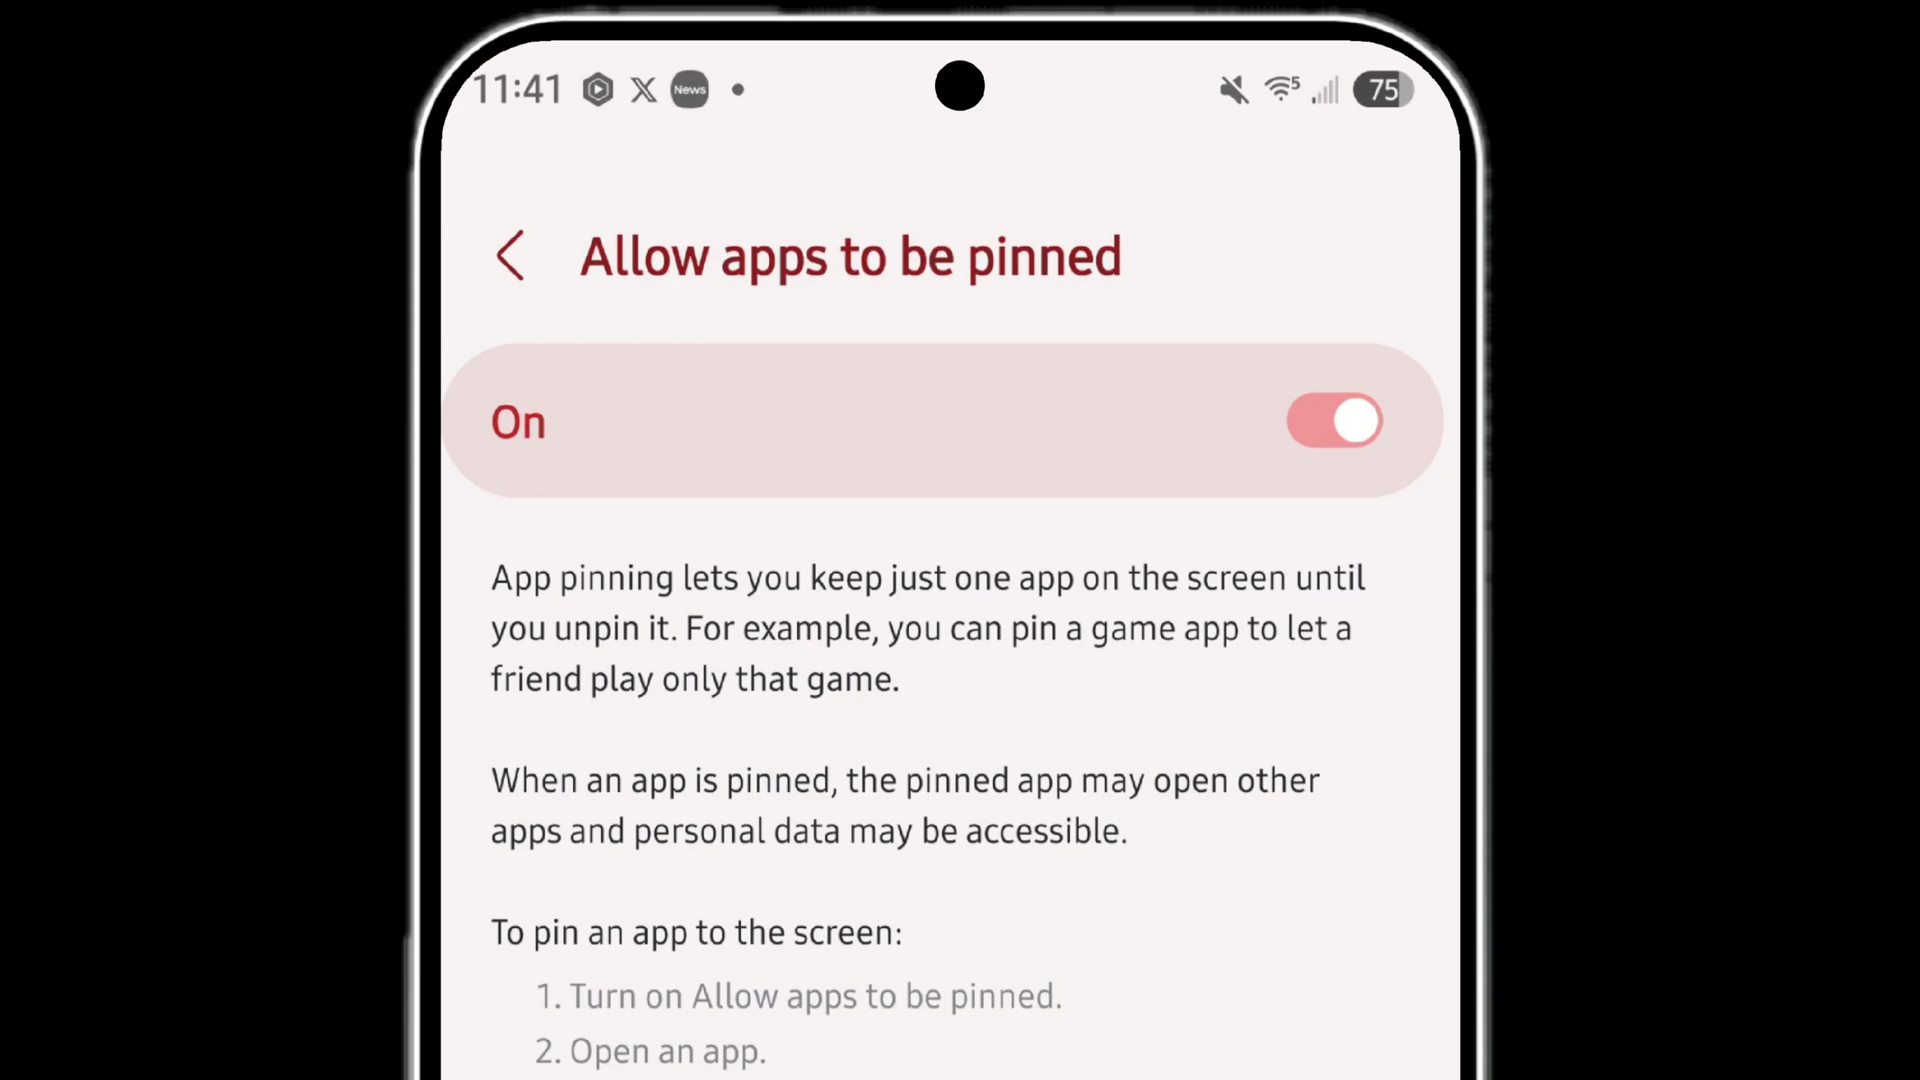 11:41 News 5 75
Allow apps to be pinned
On
App pinning lets you keep just one app on the screen until
you unpin it. For example, you can pin a game app to let a
friend play only that game.
When an app is pinned, the pinned app may open other
apps and personal data may be accessible.
To pin an app to the screen:
1. Turn on Allow apps to be pinned.
2. Open an app.